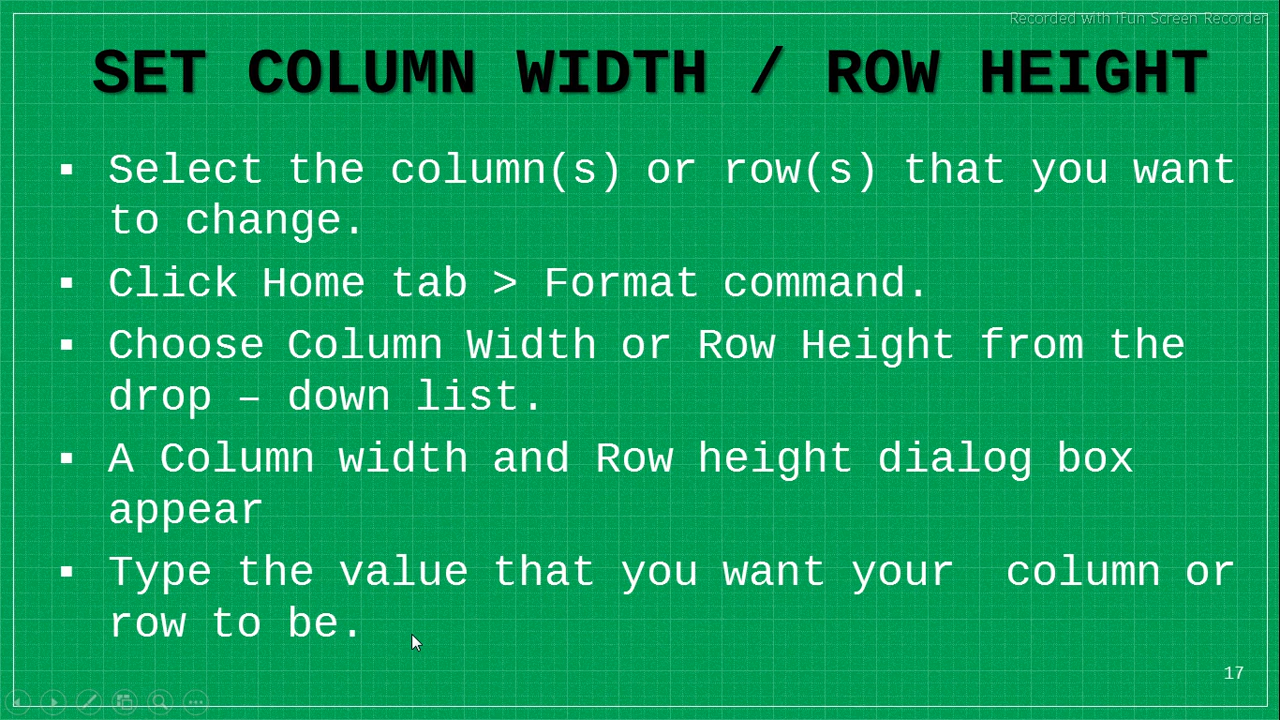 Recorded with iFun Screen Recorder
SET COLUMN WIDTH / ROW HEIGHT
▪ Select the column(s) or row(s) that you want
to change.
▪ Click Home tab > Format command.
▪ Choose Column Width or Row Height from the
drop – down list.
▪ A Column width and Row height dialog box
appear
▪ Type the value that you want your  column or
row to be.
17